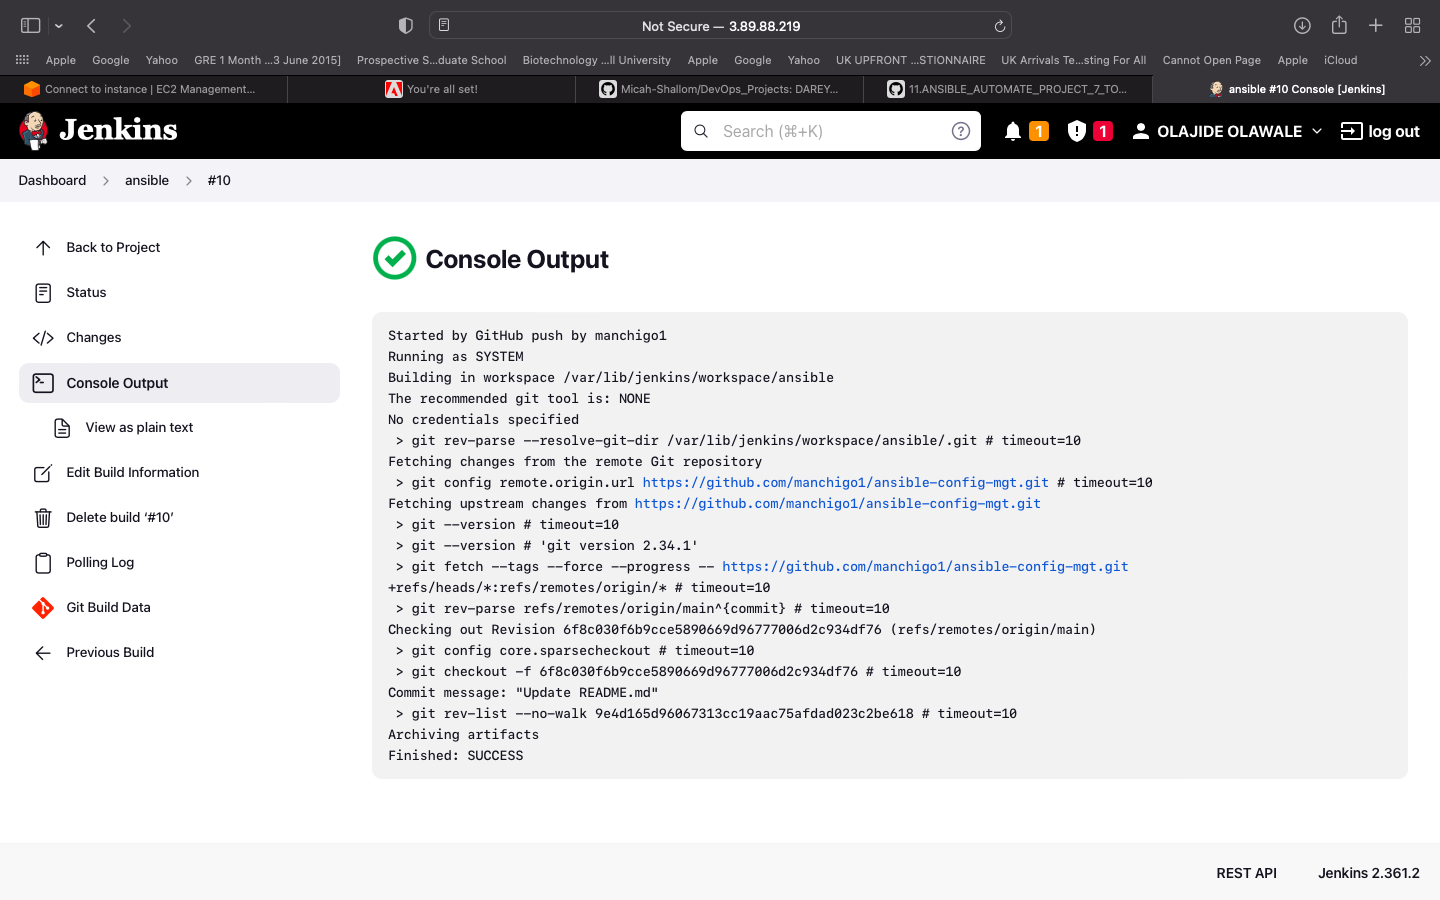 Not Secure — 3.89.88.219
Apple Google Yahoo GRE 1 Month ...3 June 2015] Prospective S...duate School Biotechnology ...ll University Apple Google Yahoo UK UPFRONT ...STIONNAIRE UK Arrivals Te...sting For All Cannot Open Page Apple iCloud
Connect to instance | EC2 Management... You're all set! Micah-Shallom/DevOps_Projects: DAREY... 11.ANSIBLE_AUTOMATE_PROJECT_7_TO... ansible #10 Console [Jenkins]
Jenkins Search (⌘+K) ? 1 1 OLAJIDE OLAWALE log out
Dashboard > ansible > #10
Back to Project
Status
Changes
Console Output
View as plain text
Edit Build Information
Delete build ‘#10’
Polling Log
Git Build Data
Previous Build
Console Output
Started by GitHub push by manchigo1
Running as SYSTEM
Building in workspace /var/lib/jenkins/workspace/ansible
The recommended git tool is: NONE
No credentials specified
> git rev-parse --resolve-git-dir /var/lib/jenkins/workspace/ansible/.git # timeout=10
Fetching changes from the remote Git repository
> git config remote.origin.url https://github.com/manchigo1/ansible-config-mgt.git # timeout=10
Fetching upstream changes from https://github.com/manchigo1/ansible-config-mgt.git
> git --version # timeout=10
> git --version # 'git version 2.34.1'
> git fetch --tags --force --progress -- https://github.com/manchigo1/ansible-config-mgt.git
+refs/heads/*:refs/remotes/origin/* # timeout=10
> git rev-parse refs/remotes/origin/main^{commit} # timeout=10
Checking out Revision 6f8c030f6b9cce5890669d96777006d2c934df76 (refs/remotes/origin/main)
> git config core.sparsecheckout # timeout=10
> git checkout -f 6f8c030f6b9cce5890669d96777006d2c934df76 # timeout=10
Commit message: "Update README.md"
> git rev-list --no-walk 9e4d165d96067313cc19aac75afdad023c2be618 # timeout=10
Archiving artifacts
Finished: SUCCESS
REST API Jenkins 2.361.2